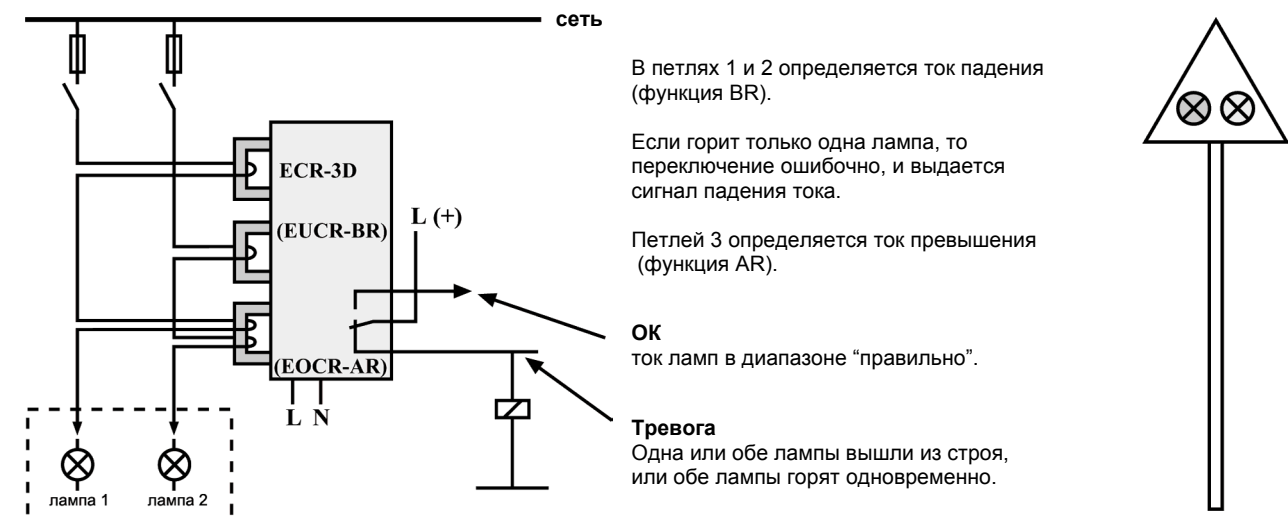 сеть
В петлях 1 и 2 определяется ток падения
(функция BR).
Если горит только одна лампа, то
переключение ошибочно, и выдается
сигнал падения тока.
Петлей 3 определяется ток превышения
(функция AR).
ОК
ток ламп в диапазоне “правильно”.
Тревога
Одна или обе лампы вышли из строя,
или обе лампы горят одновременно.
ECR-3D
(EUCR-BR)
L (+)
(EOCR-AR)
L N
лампа 1 лампа 2